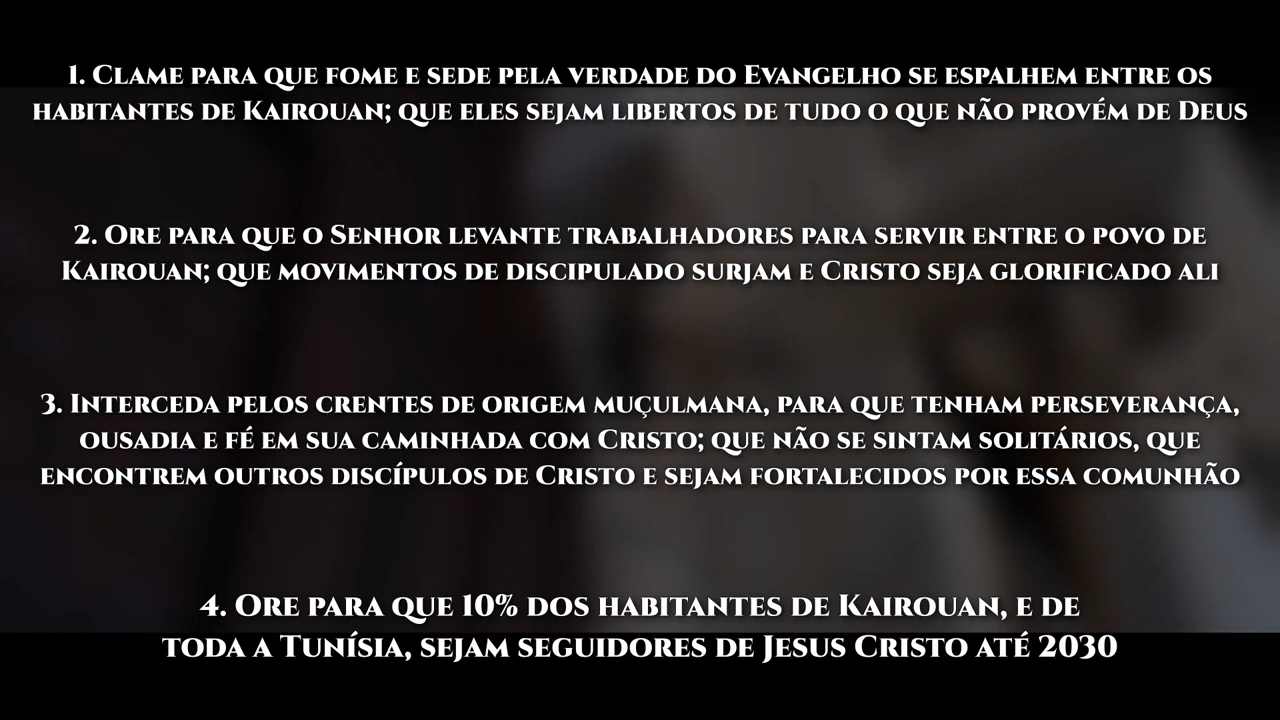 1. Clame para que fome e sede pela verdade do Evangelho se espalhem entre os
habitantes de Kairouan; que eles sejam libertos de tudo o que não provém de Deus
2. Ore para que o Senhor levante trabalhadores para servir entre o povo de
Kairouan; que movimentos de discipulado surjam e Cristo seja glorificado ali
3. Interceda pelos crentes de origem muçulmana, para que tenham perseverança,
ousadia e fé em sua caminhada com Cristo; que não se sintam solitários, que
encontrem outros discípulos de Cristo e sejam fortalecidos por essa comunhão
4. Ore para que 10% dos habitantes de Kairouan, e de
toda a Tunísia, sejam seguidores de Jesus Cristo até 2030